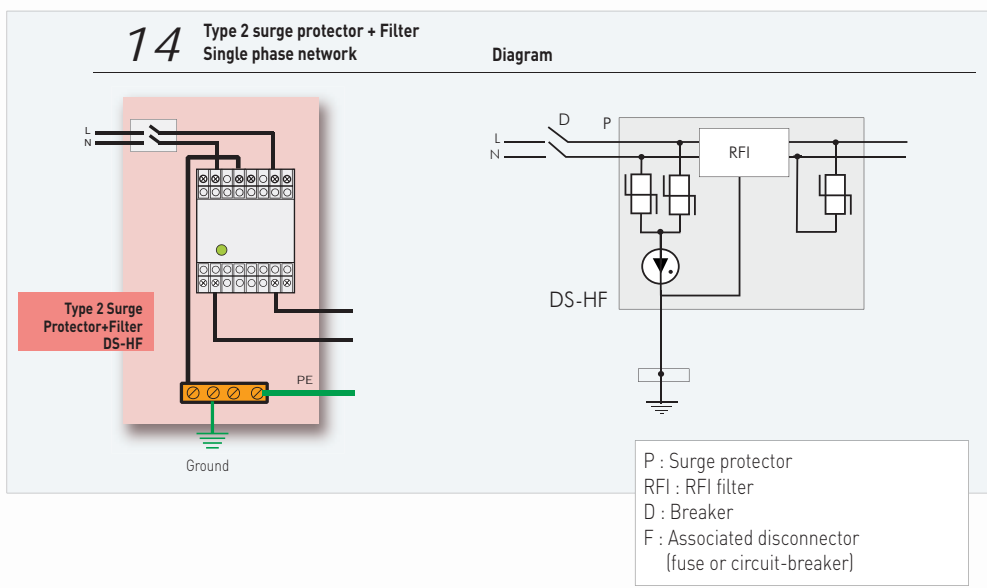 14
Type 2 surge protector + Filter
Single phase network
Diagram
L
N
Type 2 Surge
Protector+Filter
DS-HF
PE
Ground
D
P
L
N
RFI
DS-HF
P : Surge protector
RFI : RFI filter
D : Breaker
F : Associated disconnector
(fuse or circuit-breaker)